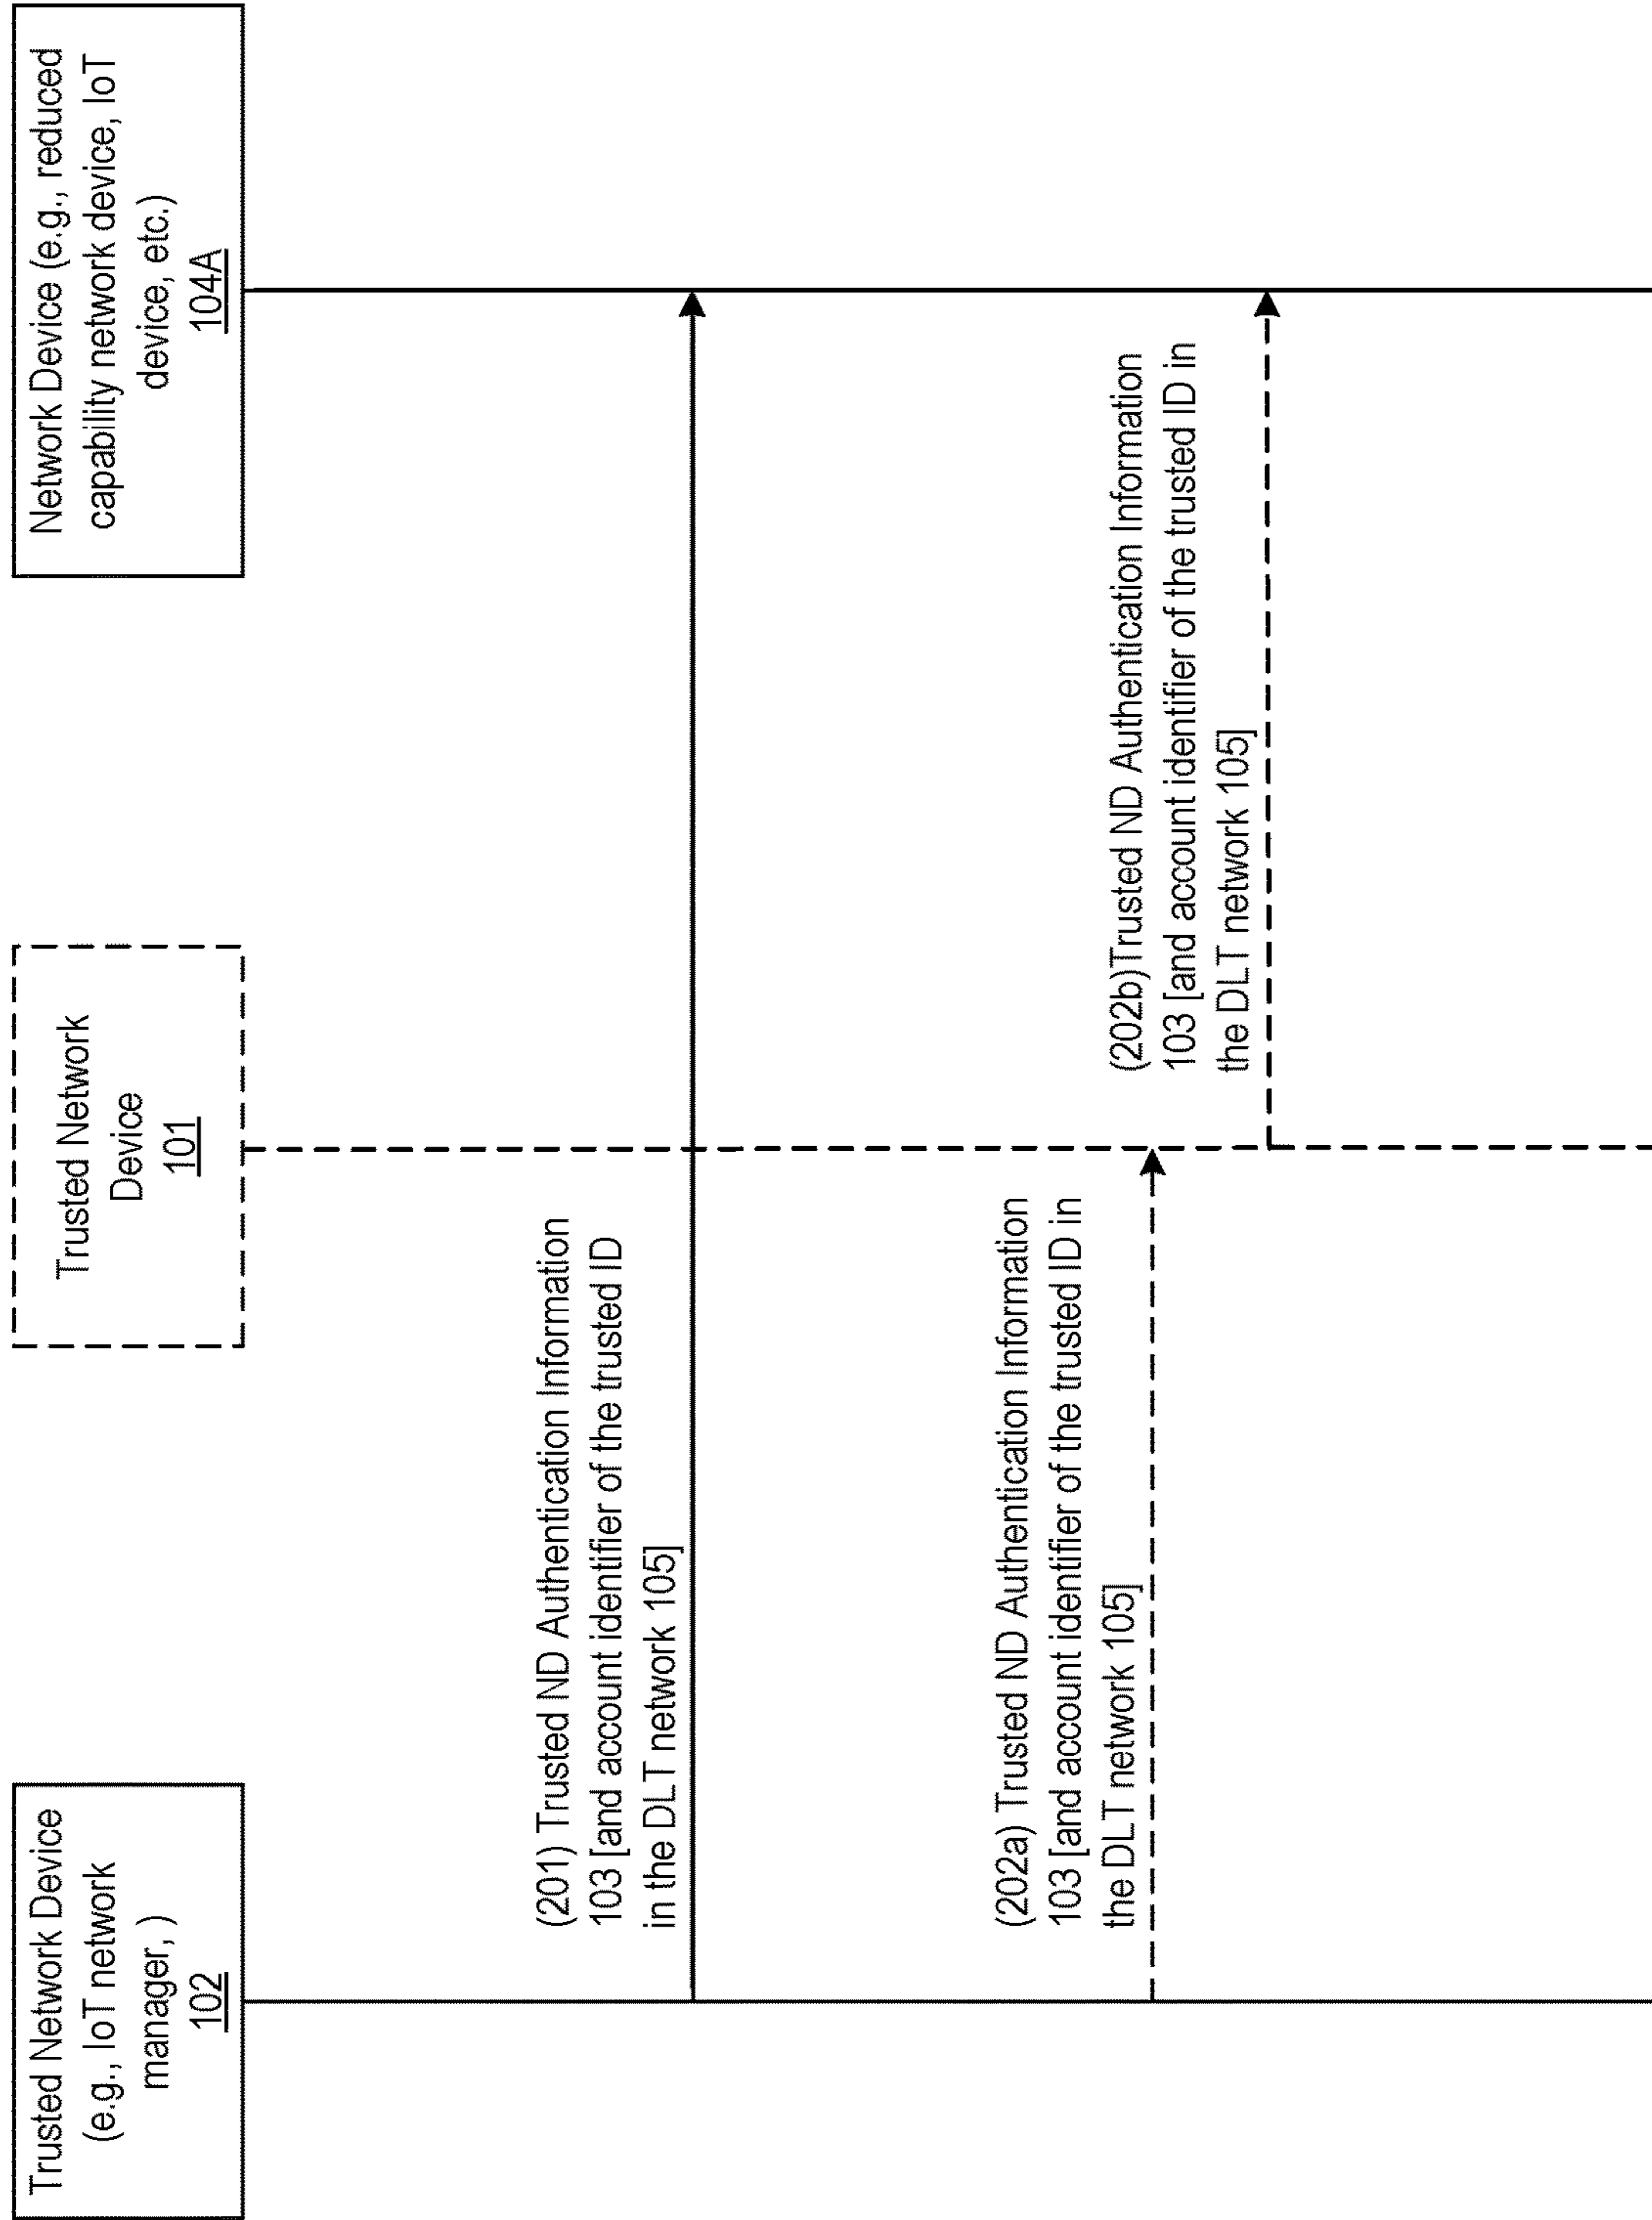 Trusted Network Device
(e.g., IoT network
manager, )
102
Trusted Network
Device
101
Network Device (e.g., reduced
capability network device, IoT
device, etc.)
104A
(201) Trusted ND Authentication Information
103 [and account identifier of the trusted ID
in the DLT network 105]
(202a) Trusted ND Authentication Information
103 [and account identifier of the trusted ID in
the DLT network 105]
(202b)Trusted ND Authentication Information
103 [and account identifier of the trusted ID in
the DLT network 105]